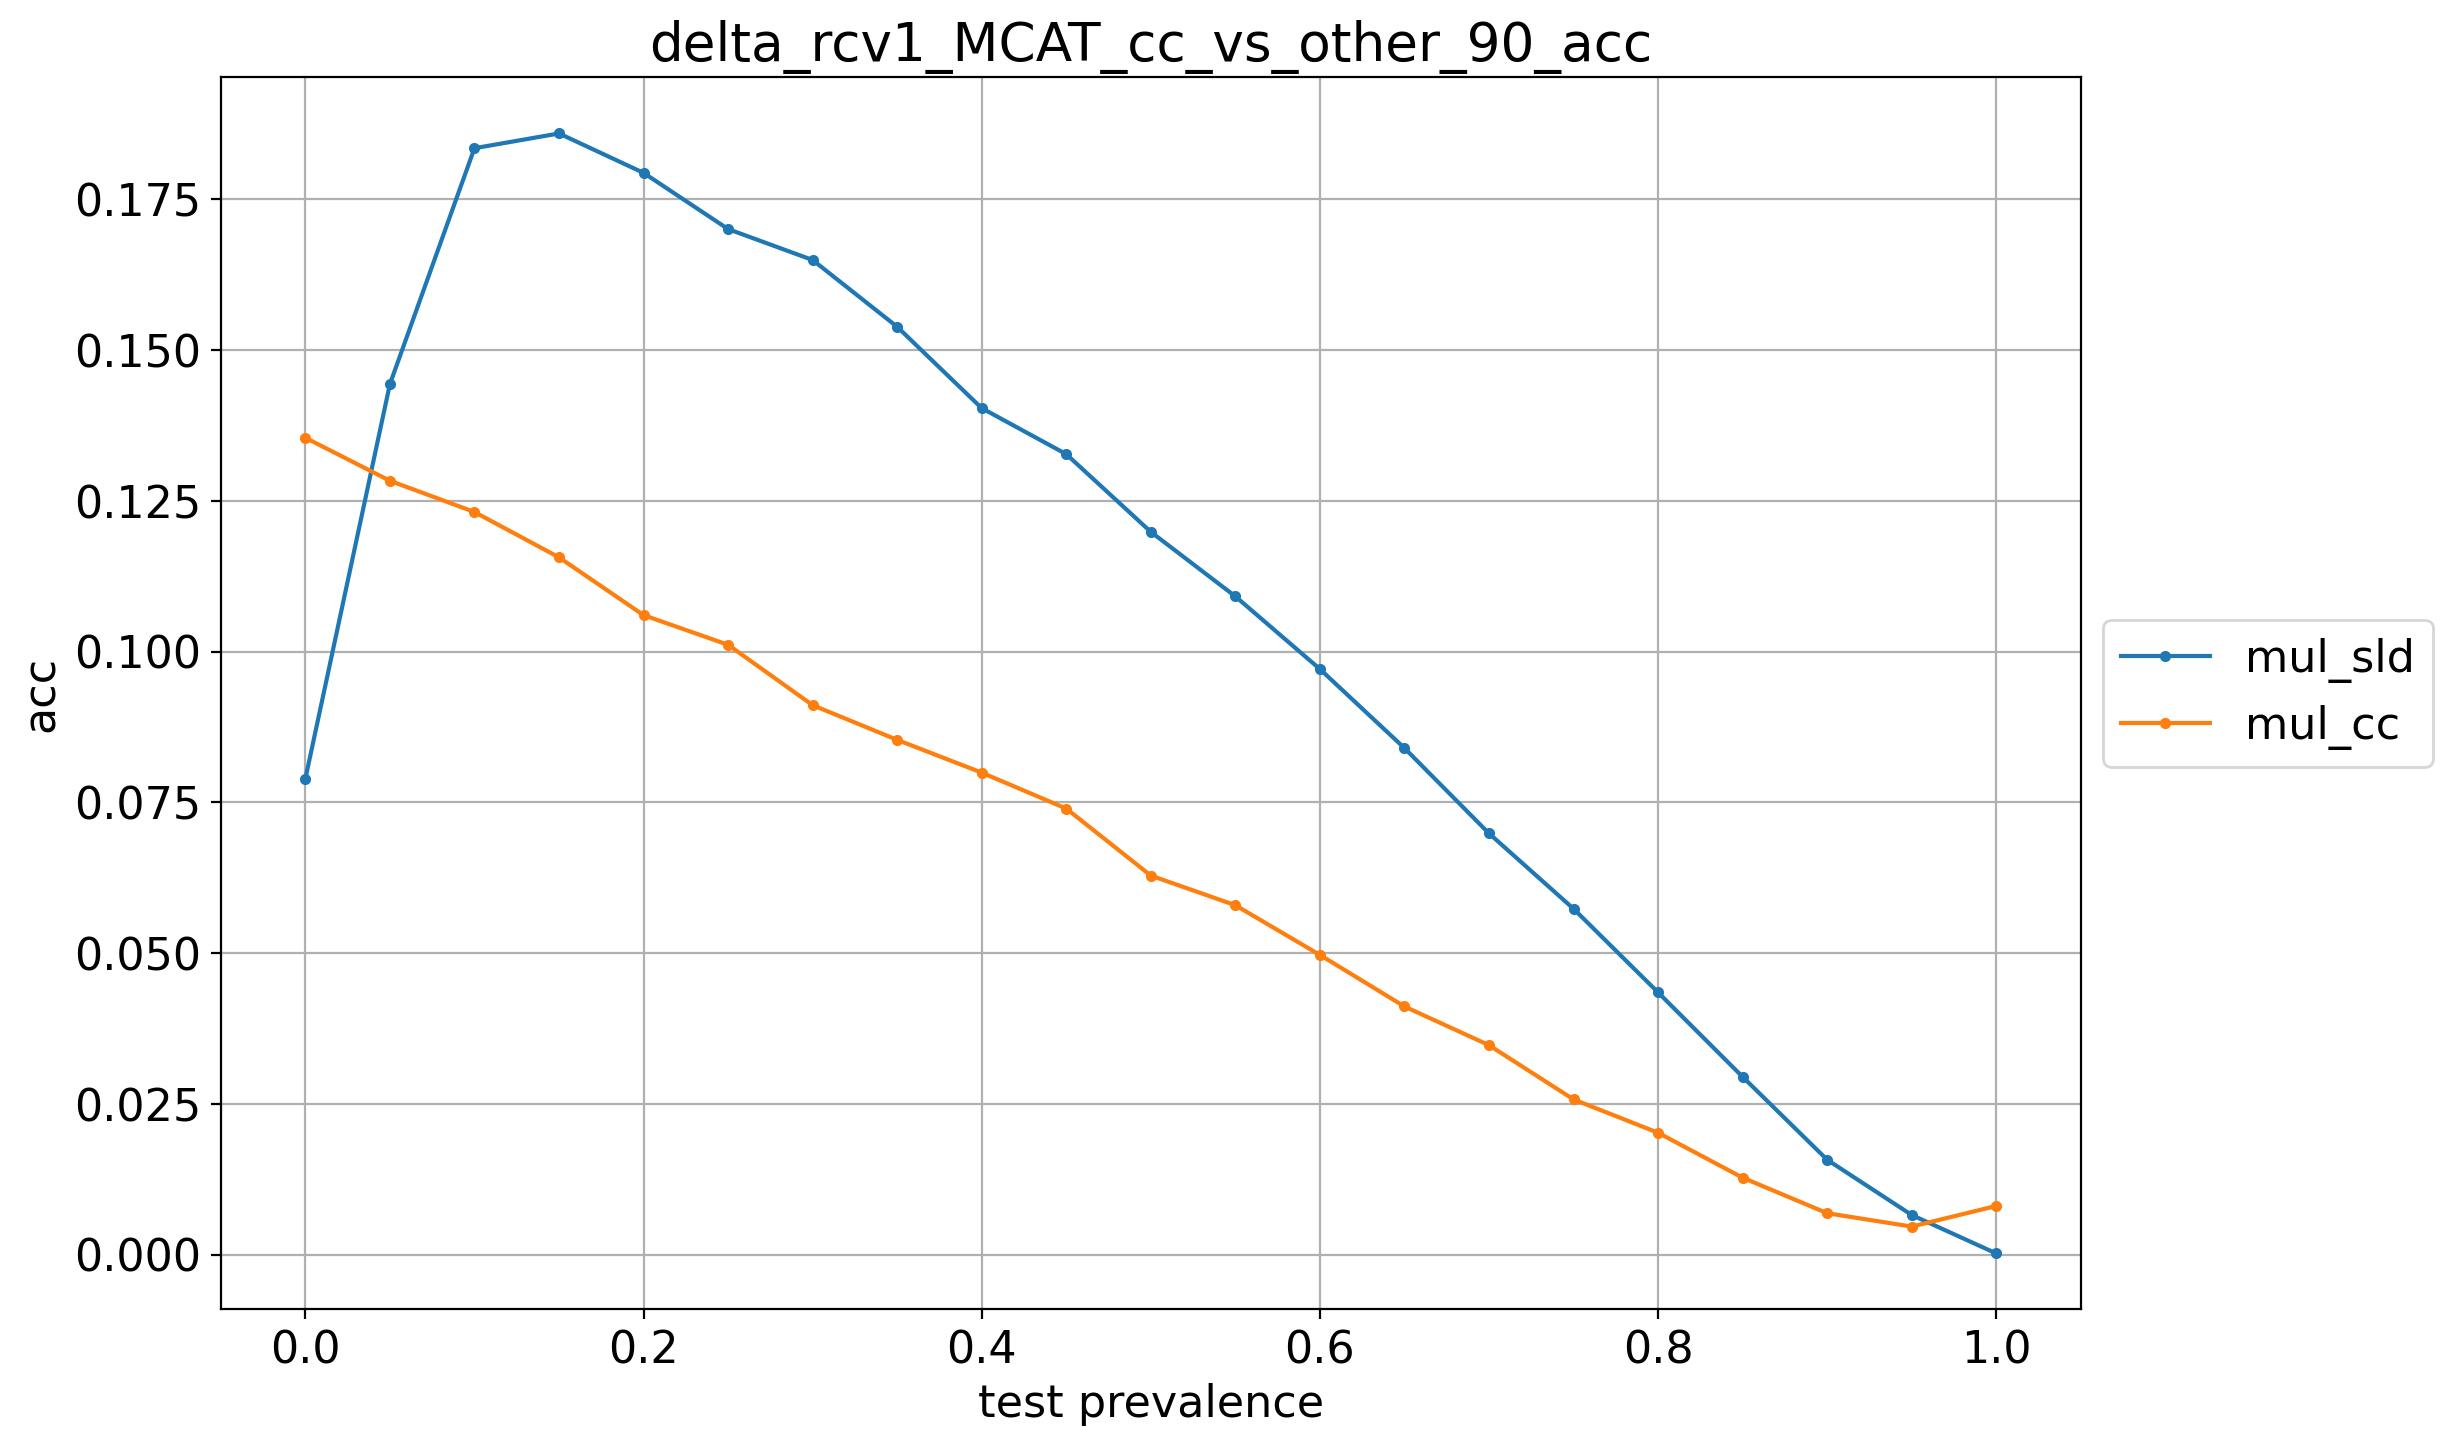 delta_rcv1_MCAT_cc_vs_other_90_acc
acc
0.175
0.150
0.125
0.100
0.075
0.050
0.025
0.000
0.0 0.2 0.4 0.6 0.8 1.0
test prevalence
mul_sld
mul_cc